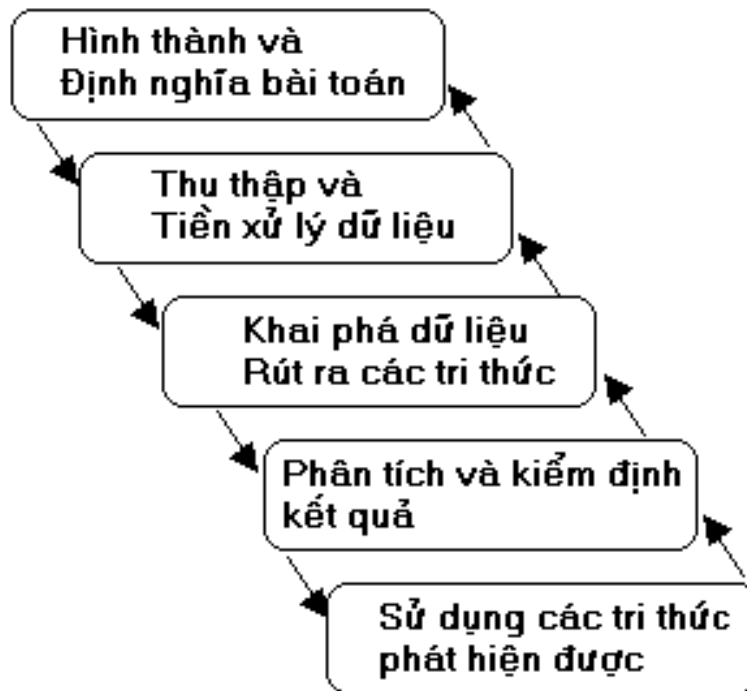 Hình thành và
Định nghĩa bài toán
Thu thập và
Tiền xử lý dữ liệu
Khai phá dữ liệu
Rút ra các tri thức
Phân tích và kiểm định
kết quả
Sử dụng các tri thức
phát hiện được